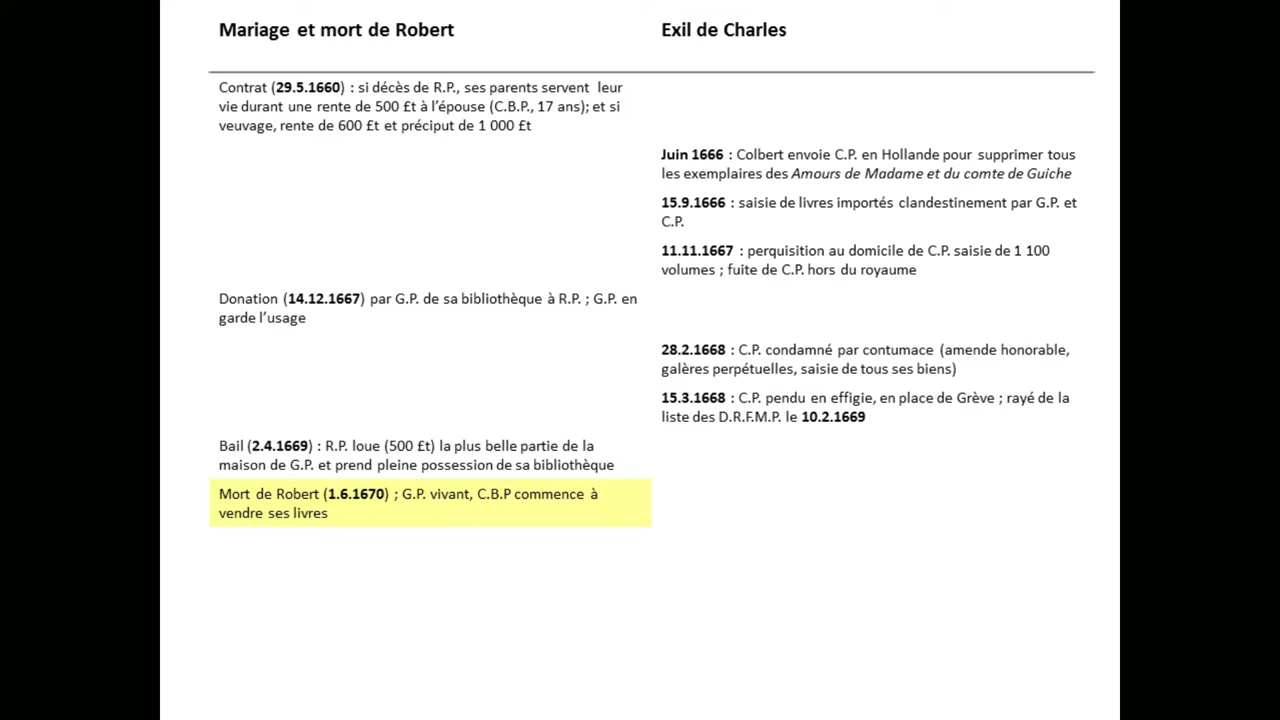 Mariage et mort de Robert
Exil de Charles
Contrat (29.5.1660) : si décès de R.P., ses parents servent leur
vie durant une rente de 500 £t à l'épouse (C.B.P., 17 ans); et si
veuvage, rente de 600 £t et préciput de 1 000 £t
Juin 1666 : Colbert envoie C.P. en Hollande pour supprimer tous
les exemplaires des Amours de Madame et du comte de Guiche
15.9.1666 : saisie de livres importés clandestinement par G.P. et
C.P.
11.11.1667 : perquisition au domicile de C.P. saisie de 1 100
volumes ; fuite de C.P. hors du royaume
Donation (14.12.1667) par G.P. de sa bibliothèque à R.P. ; G.P. en
garde l'usage
28.2.1668 : C.P. condamné par contumace (amende honorable,
galères perpétuelles, saisie de tous ses biens)
15.3.1668 : C.P. pendu en effigie, en place de Grève ; rayé de la
liste des D.R.F.M.P. le 10.2.1669
Bail (2.4.1669) : R.P. loue (500 £t) la plus belle partie de la
maison de G.P. et prend pleine possession de sa bibliothèque
Mort de Robert (1.6.1670) ; G.P. vivant, C.B.P commence à
vendre ses livres